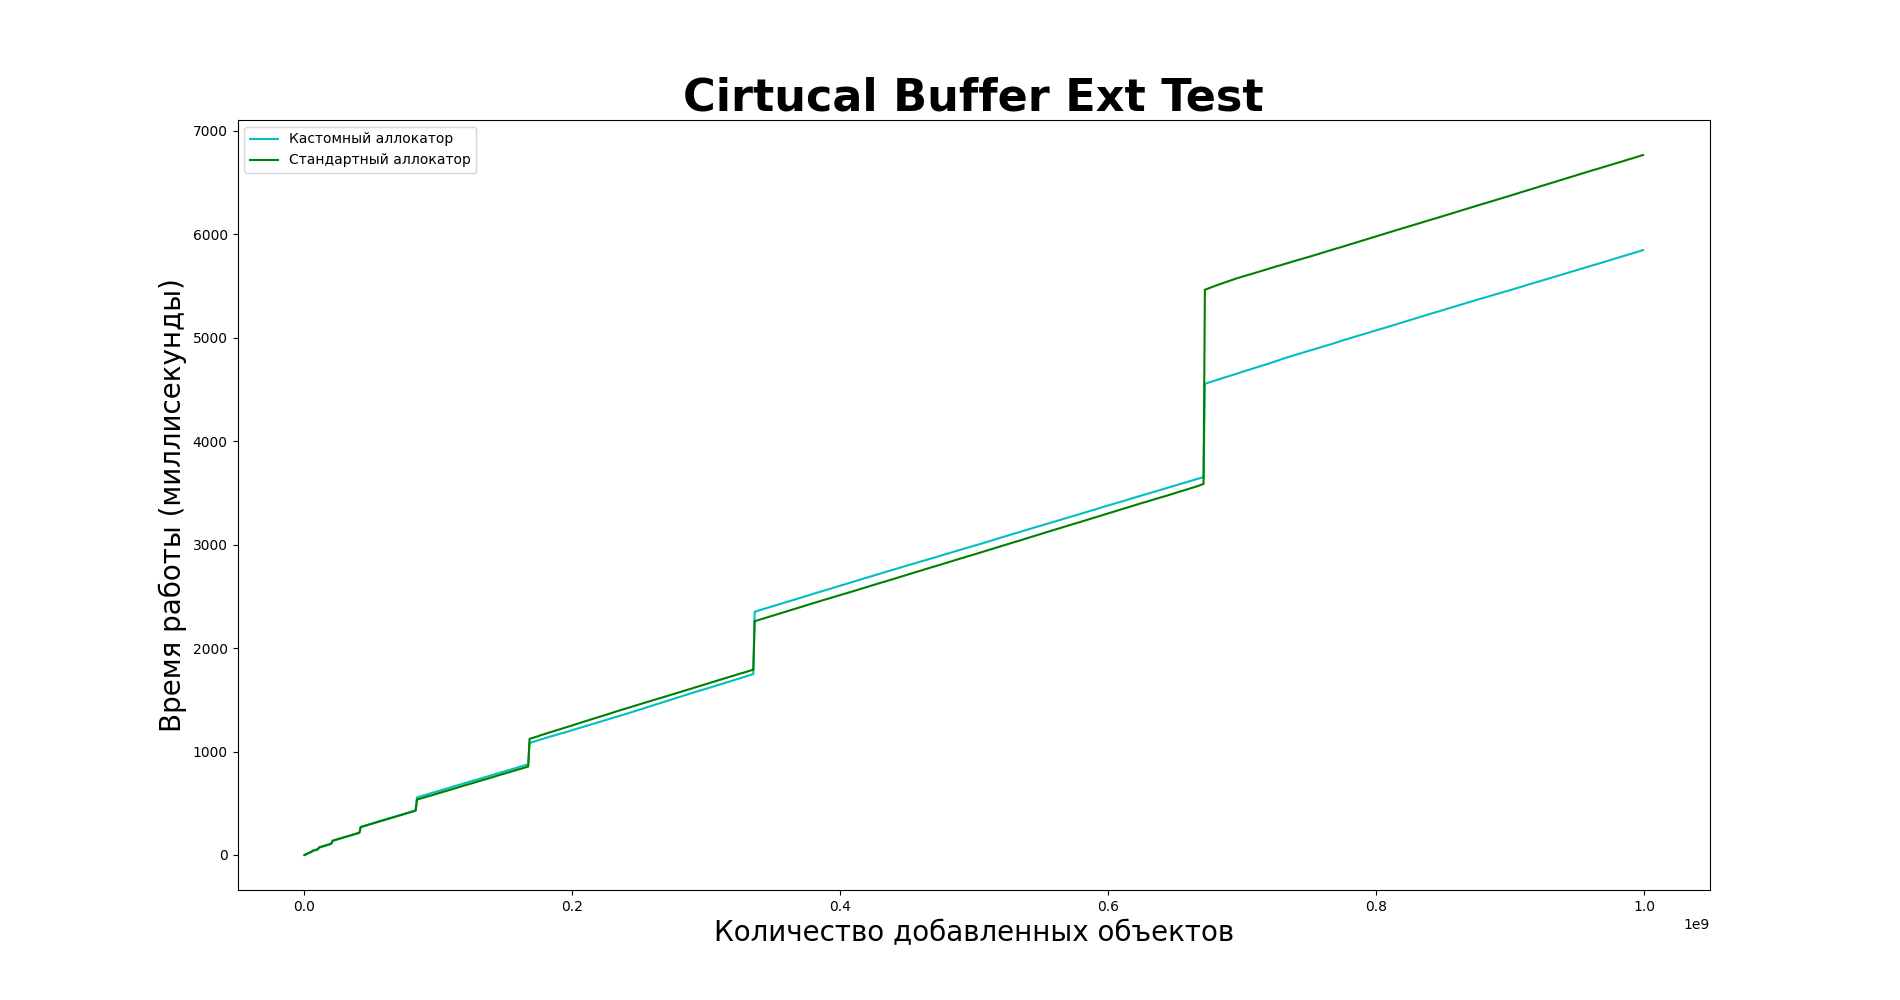 Cirtucal Buffer Ext Test
Кастомный аллокатор
Стандартный аллокатор
7000
6000
5000
4000
3000
2000
1000
0
Время работы (миллисекунды)
0.0 0.2 0.4 0.6 0.8 1.0
1e9
Количество добавленных объектов